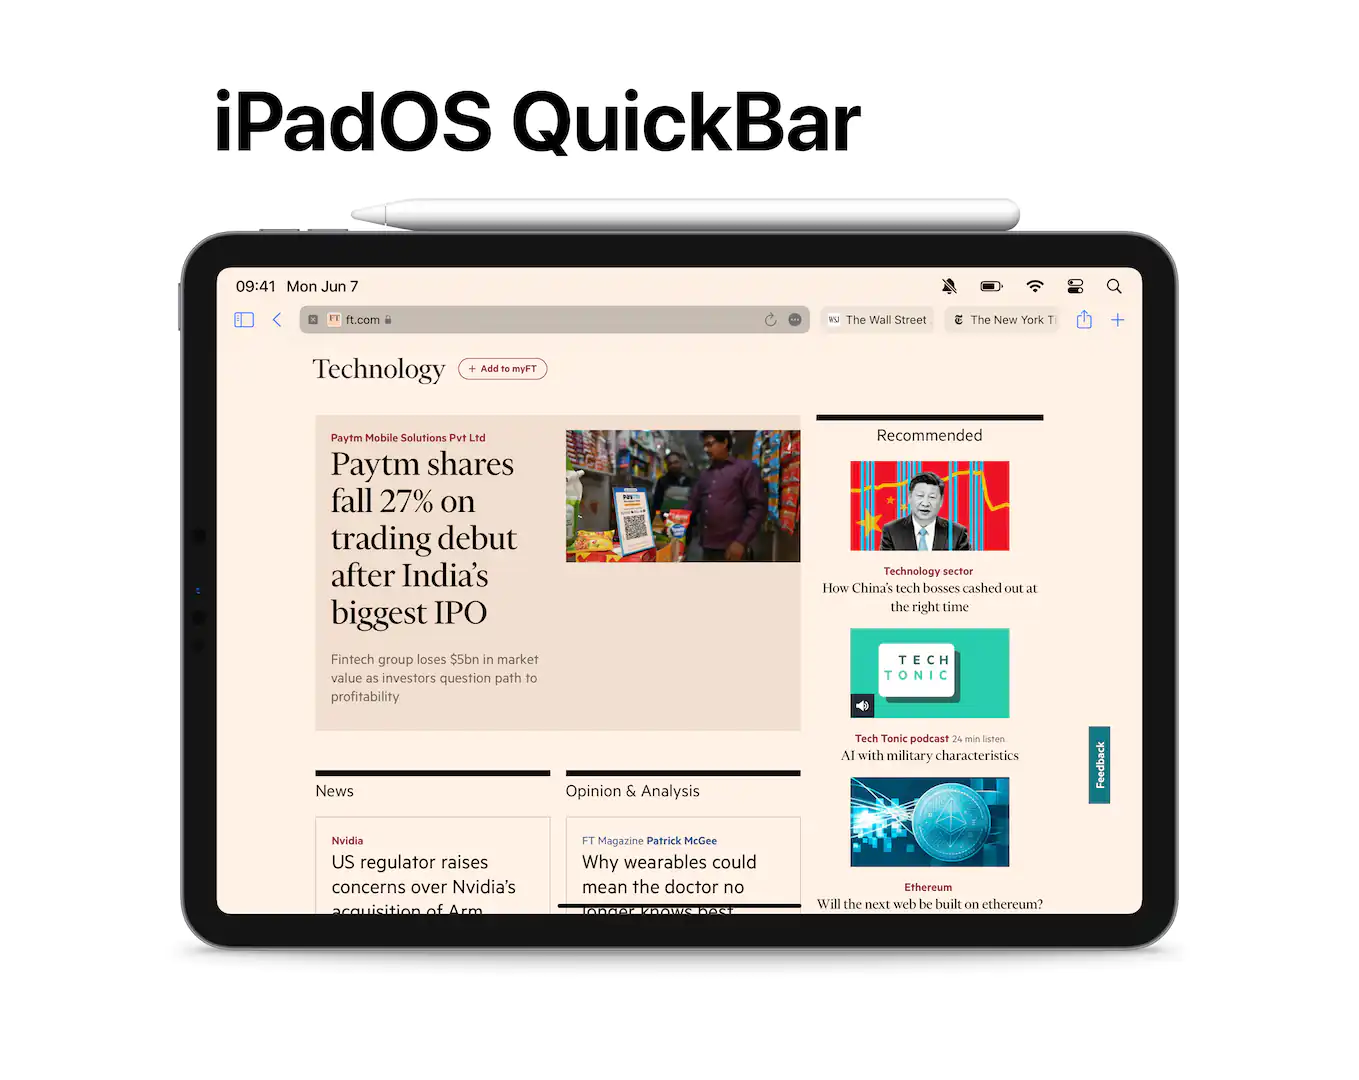 iPadOS QuickBar
09:41 Mon Jun 7
FT ft.com
WSJ The Wall Street
The New York Ti
Technology
+ Add to myFT
Paytm Mobile Solutions Pvt Ltd
Paytm shares
fall 27% on
trading debut
after India’s
biggest IPO
Fintech group loses $5bn in market
value as investors question path to
profitability
paytm
Recommended
Technology sector
How China’s tech bosses cashed out at
the right time
TECH
TONIC
Tech Tonic podcast 24 min listen
AI with military characteristics
Ethereum
Will the next web be built on ethereum?
Feedback
News
Nvidia
US regulator raises
concerns over Nvidia’s
acquisition of Arm
Opinion & Analysis
FT Magazine Patrick McGee
Why wearables could
mean the doctor no
longer knows best